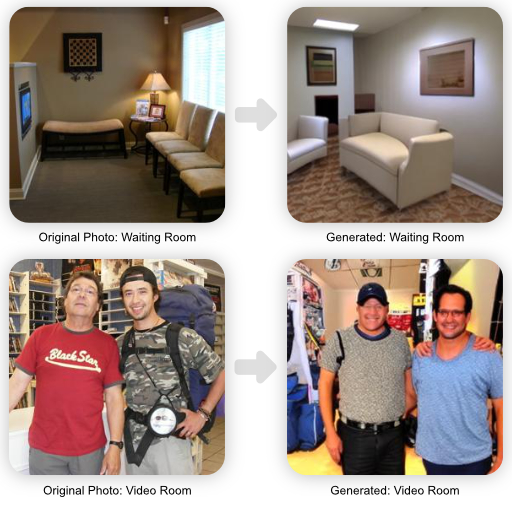 Original Photo: Waiting Room
Generated: Waiting Room
Black Star
Original Photo: Video Room
Generated: Video Room